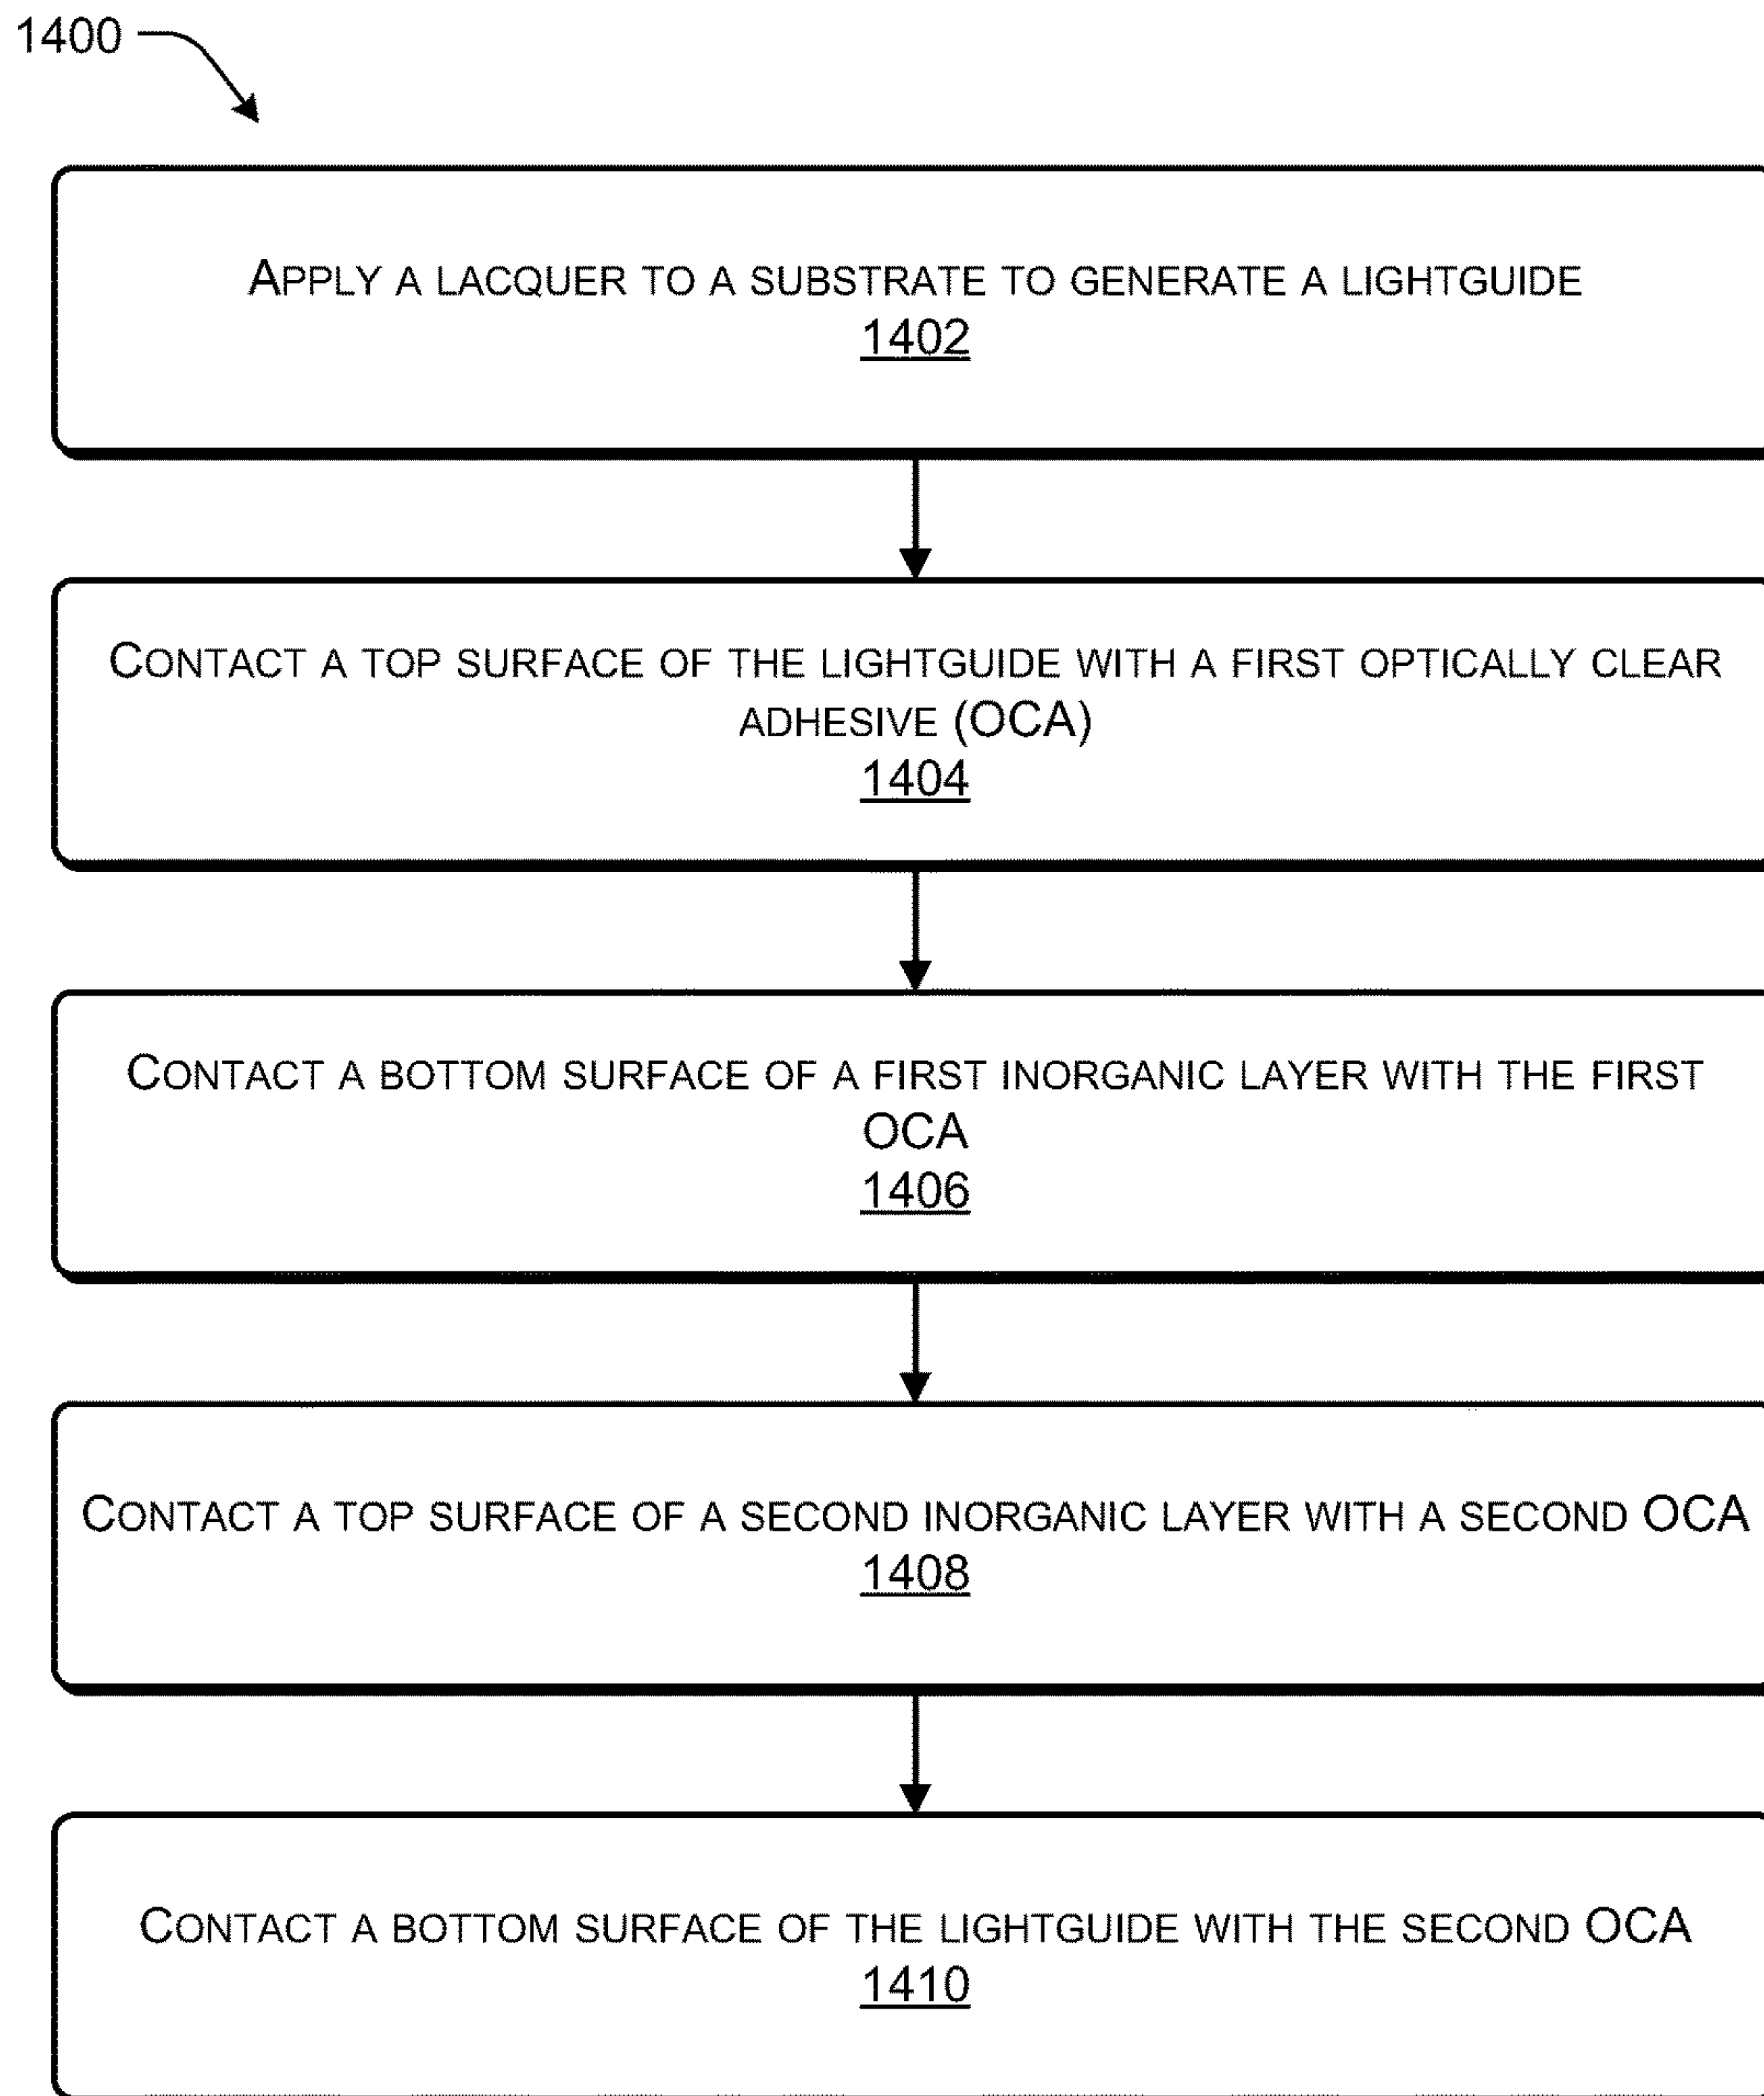 1400
APPLY A LACQUER TO A SUBSTRATE TO GENERATE A LIGHTGUIDE
1402
CONTACT A TOP SURFACE OF THE LIGHTGUIDE WITH A FIRST OPTICALLY CLEAR
ADHESIVE (OCA)
1404
CONTACT A BOTTOM SURFACE OF A FIRST INORGANIC LAYER WITH THE FIRST
OCA
1406
CONTACT A TOP SURFACE OF A SECOND INORGANIC LAYER WITH A SECOND OCA
1408
CONTACT A BOTTOM SURFACE OF THE LIGHTGUIDE WITH THE SECOND OCA
1410